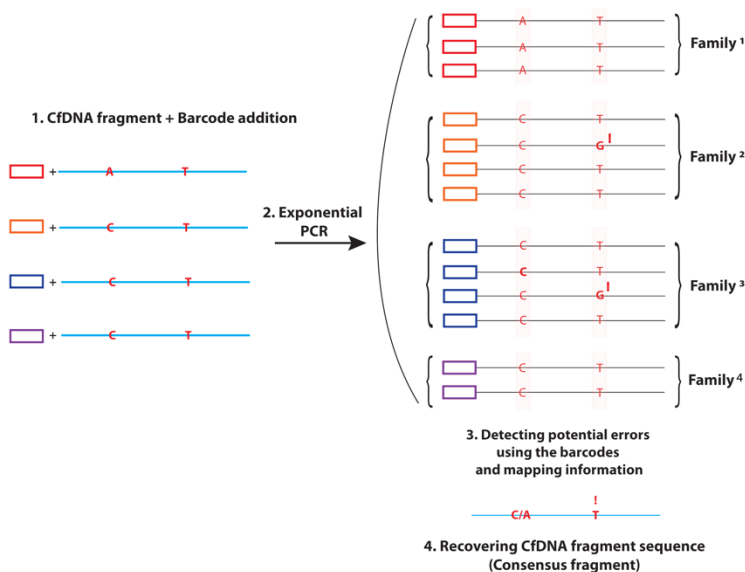 1. CfDNA fragment + Barcode addition
+ A T
+ C T
+ C T
+ C T
2. Exponential
PCR
A T
A T
A T
Family ¹
C T
C G !
C T
C T
Family ²
C T
C T
C G !
C T
Family ³
C T
C T
Family ⁴
3. Detecting potential errors
using the barcodes
and mapping information
!
C/A T
4. Recovering CfDNA fragment sequence
(Consensus fragment)